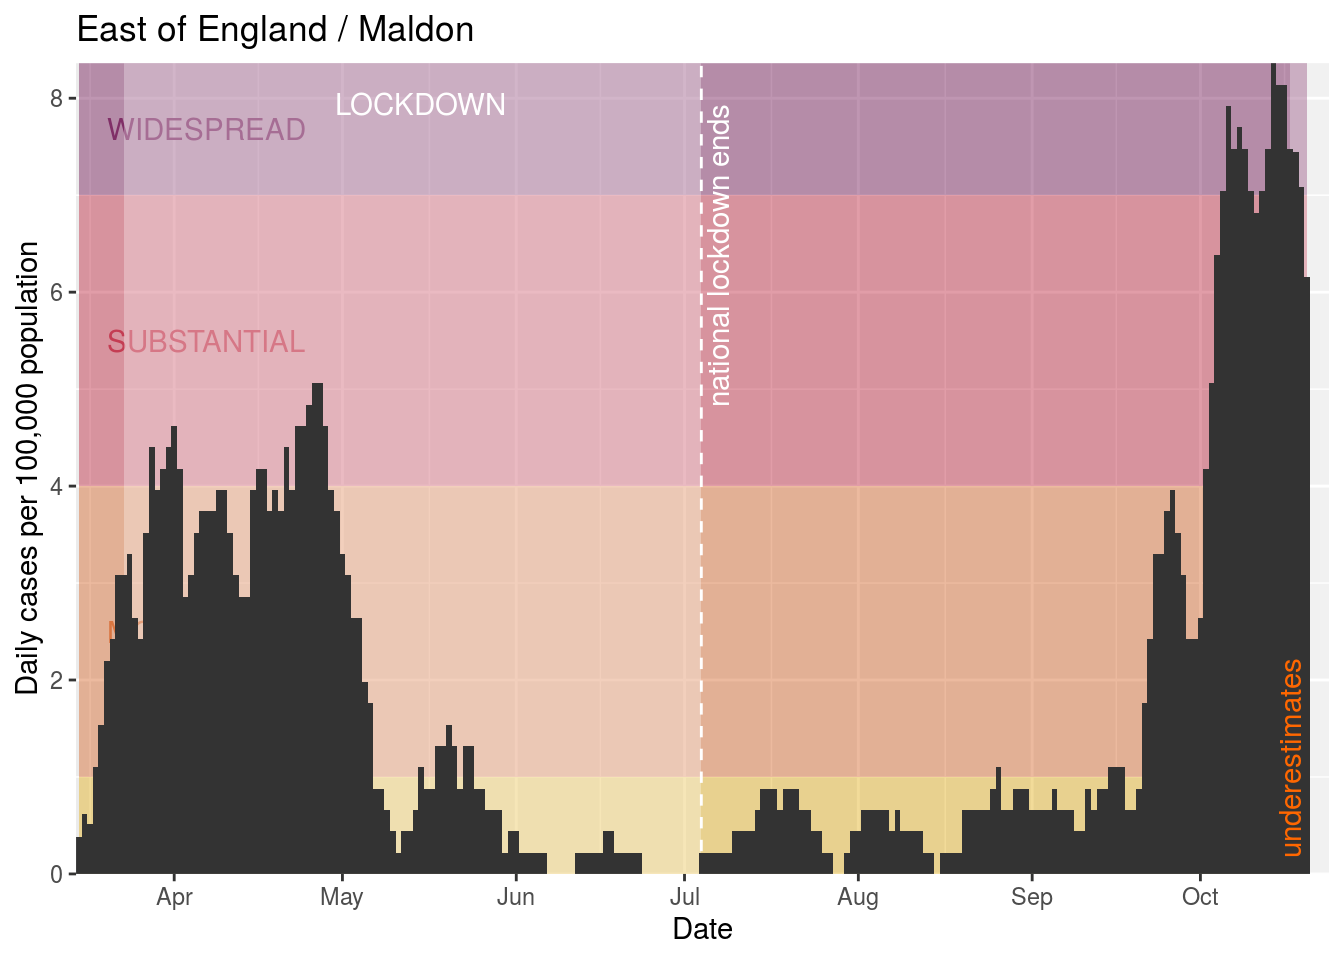 East of England / Maldon
8
6
4
2
0
Daily cases per 100,000 population
LOCKDOWN
WIDESPREAD
SUBSTANTIAL
national lockdown ends
underestimates
Apr
May
Jun
Jul
Aug
Sep
Oct
Date